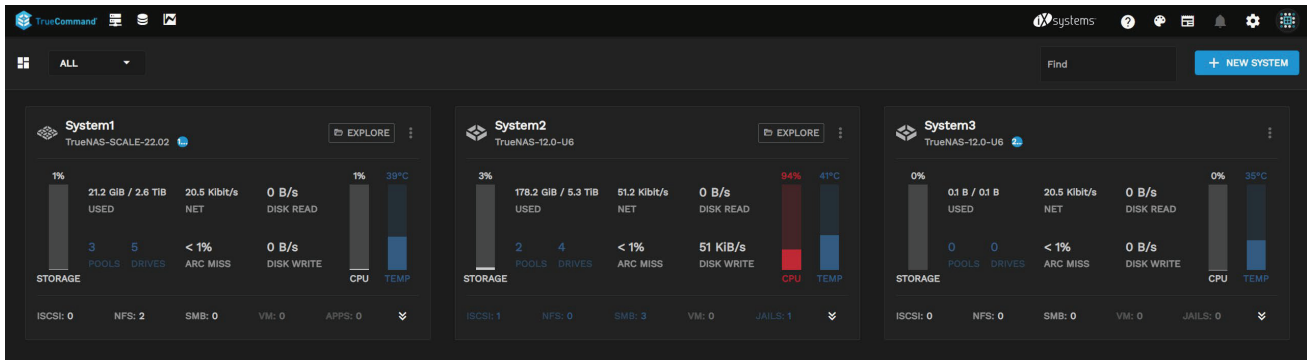 TrueCommand
iXsystems
ALL
Find
+ NEW SYSTEM
System1
TrueNAS-SCALE-22.02 1...
EXPLORE
1%
21.2 GiB / 2.6 TiB
USED
20.5 Kibit/s
NET
0 B/s
DISK READ
1%
39°C
3
POOLS
5
DRIVES
< 1%
ARC MISS
0 B/s
DISK WRITE
STORAGE
CPU
TEMP
ISCSI: 0
NFS: 2
SMB: 0
VM: 0
APPS: 0
System2
TrueNAS-12.0-U6
EXPLORE
3%
178.2 GiB / 5.3 TiB
USED
51.2 Kibit/s
NET
0 B/s
DISK READ
94%
41°C
2
POOLS
4
DRIVES
< 1%
ARC MISS
51 KiB/s
DISK WRITE
STORAGE
CPU
TEMP
ISCSI: 1
NFS: 0
SMB: 3
VM: 0
JAILS: 1
System3
TrueNAS-12.0-U6 2...
0%
0.1 B / 0.1 B
USED
20.5 Kibit/s
NET
0 B/s
DISK READ
0%
35°C
0
POOLS
0
DRIVES
< 1%
ARC MISS
0 B/s
DISK WRITE
STORAGE
CPU
TEMP
ISCSI: 0
NFS: 0
SMB: 0
VM: 0
JAILS: 0